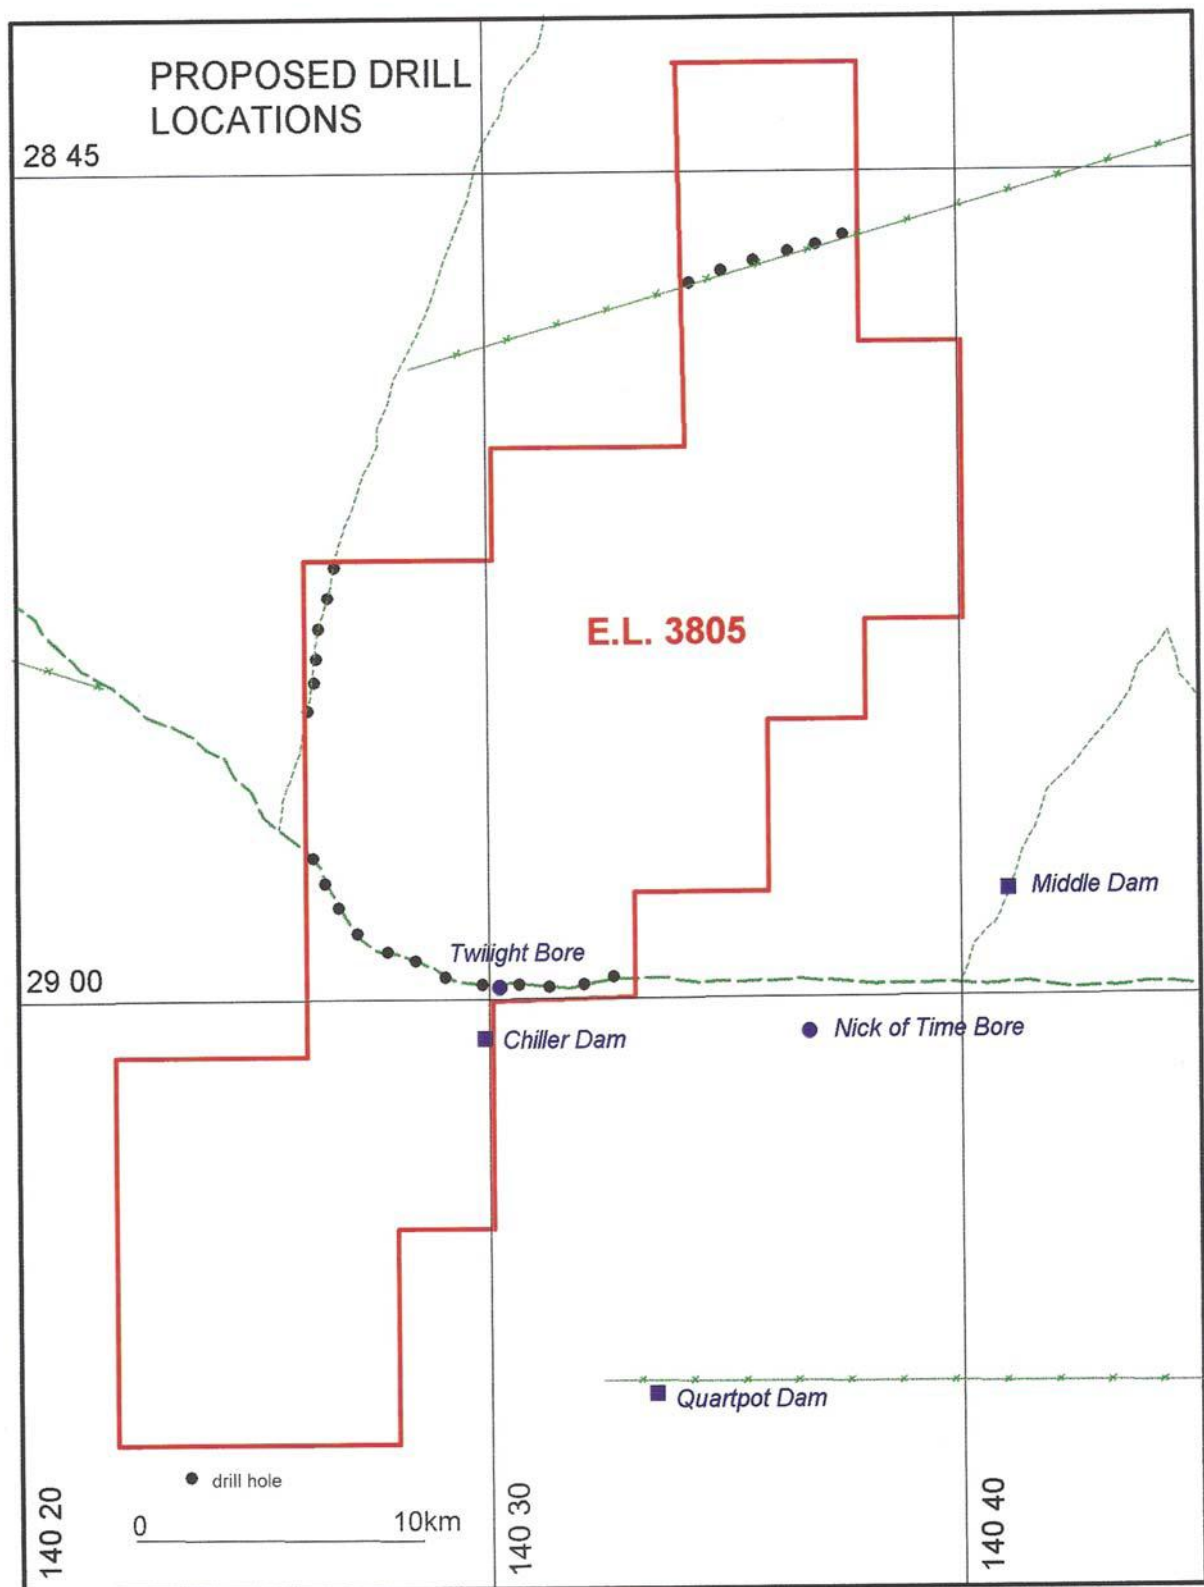 PROPOSED DRILL
LOCATIONS
28 45
E.L. 3805
Middle Dam
Twilight Bore
29 00
Nick of Time Bore
Chiller Dam
Quartpot Dam
drill hole
0 10km
140 20
140 30
140 40